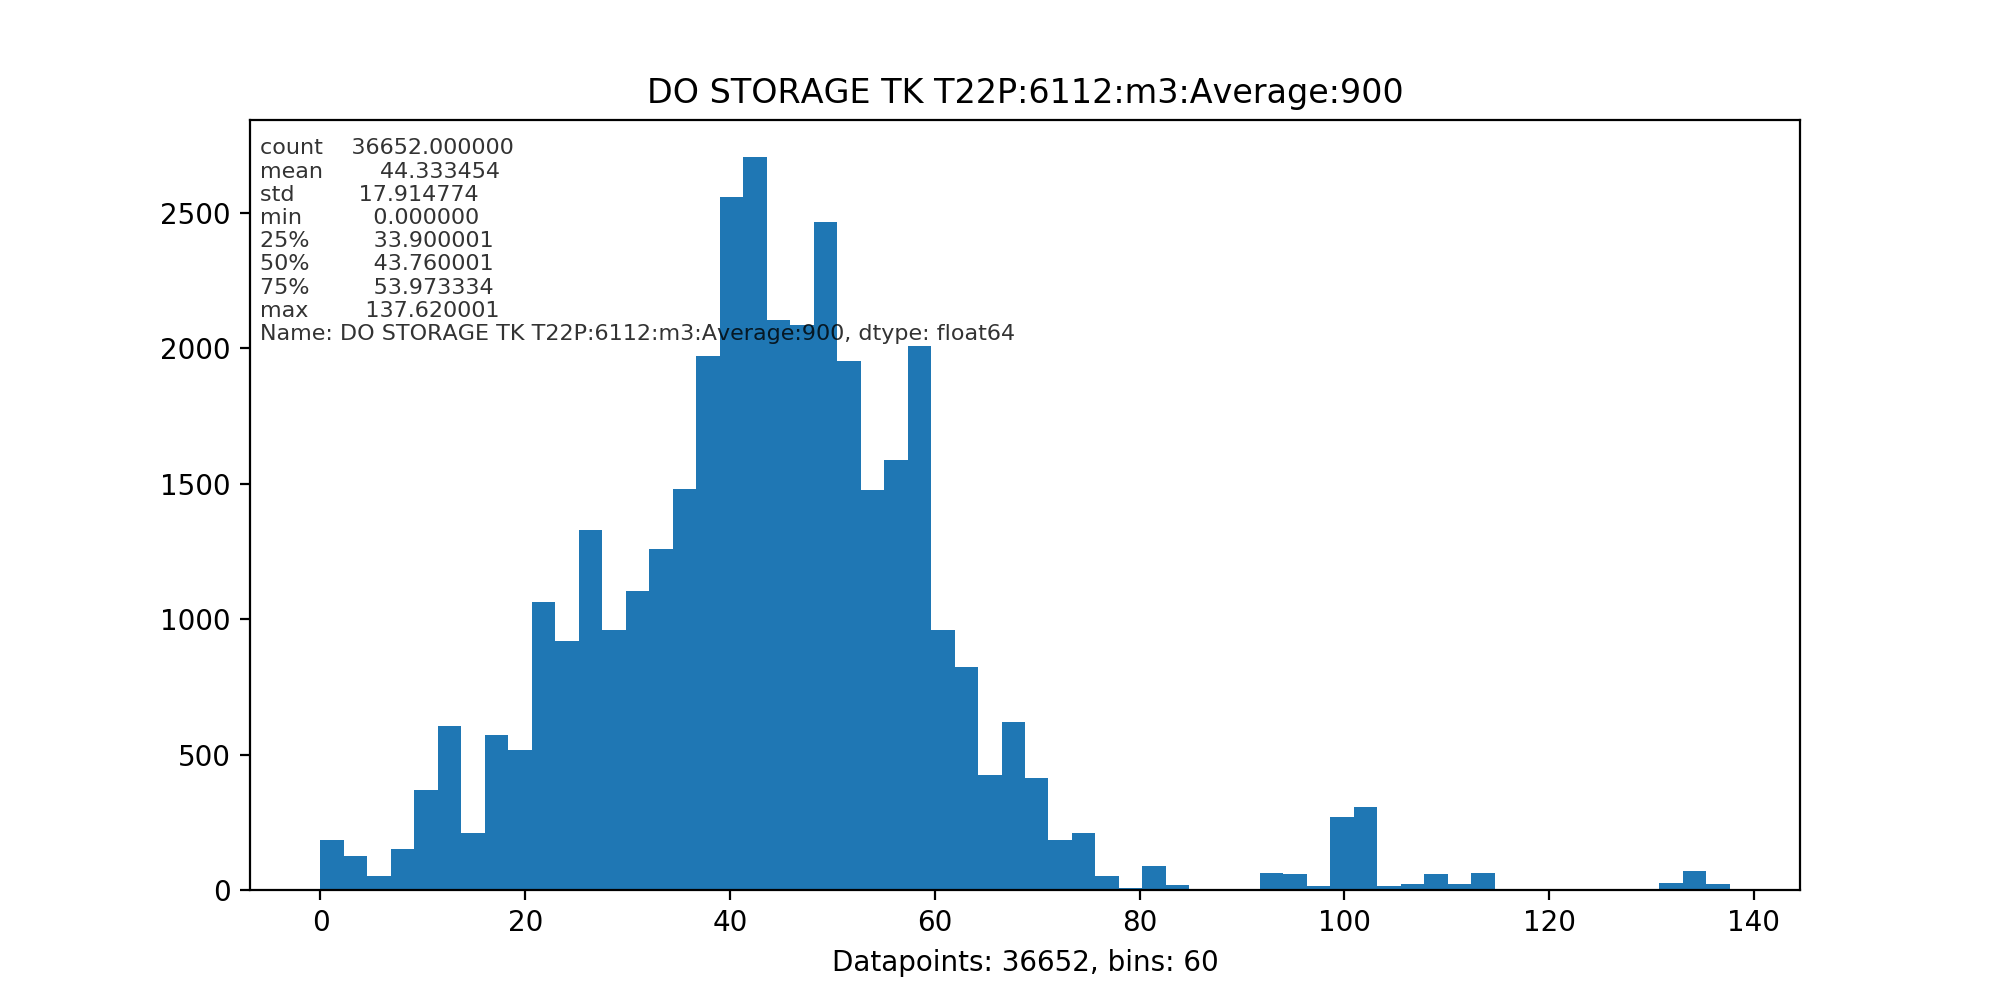 DO STORAGE TK T22P:6112:m3:Average:900
count 36652.000000
mean 44.333454
std 17.914774
min 0.000000
25% 33.900001
50% 43.760001
75% 53.973334
max 137.620001
Name: DO STORAGE TK T22P:6112:m3:Average:900, dtype: float64
2500
2000
1500
1000
500
0
0 20 40 60 80 100 120 140
Datapoints: 36652, bins: 60